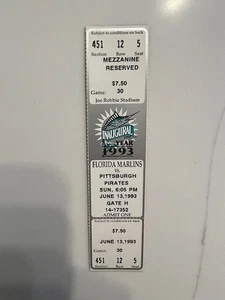 Subject to conditions on back
451 12 5
Section Row Seat
MEZZANINE
RESERVED
$7.50
Game: 30
Joe Robbie Stadium
INAUGURAL
YEAR
1993
FLORIDA MARLINS
vs.
PITTSBURGH
PIRATES
SUN, 6:05 PM
JUNE 13,1993
GATE H
14-17352
ADMIT ONE
Subject to conditions on back
$7.50
JUNE 13,1993
Game: 30
451 12 5
Section Row Seat